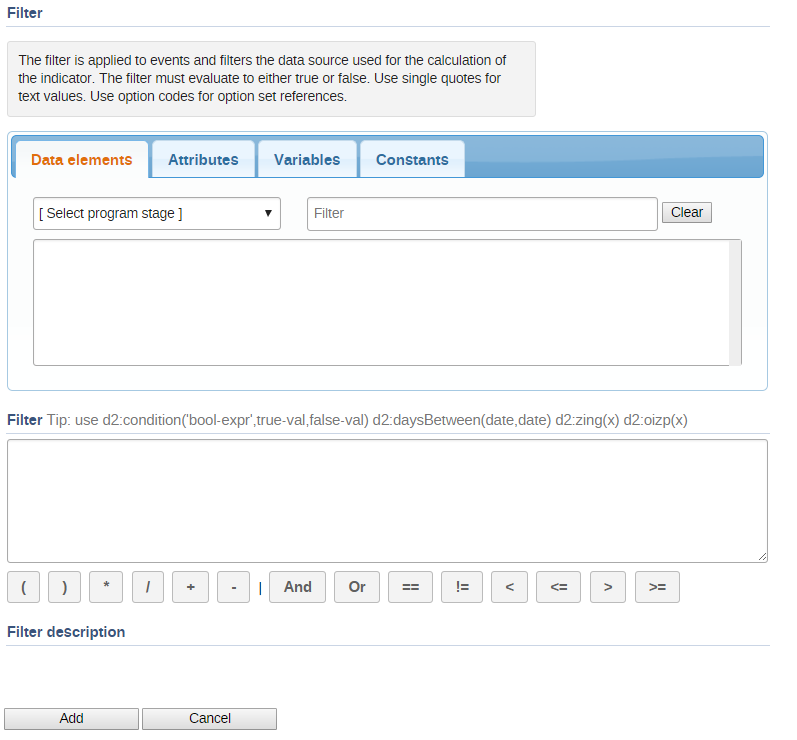 Filter
The filter is applied to events and filters the data source used for the calculation of
the indicator. The filter must evaluate to either true or false. Use single quotes for
text values. Use option codes for option set references.
Data elements Attributes Variables Constants
[ Select program stage ] Filter Clear
Filter Tip: use d2:condition('bool-expr',true-val,false-val) d2:daysBetween(date,date) d2:zing(x) d2:oizp(x)
( ) * / + - | And Or == != < <= > >=
Filter description
Add Cancel